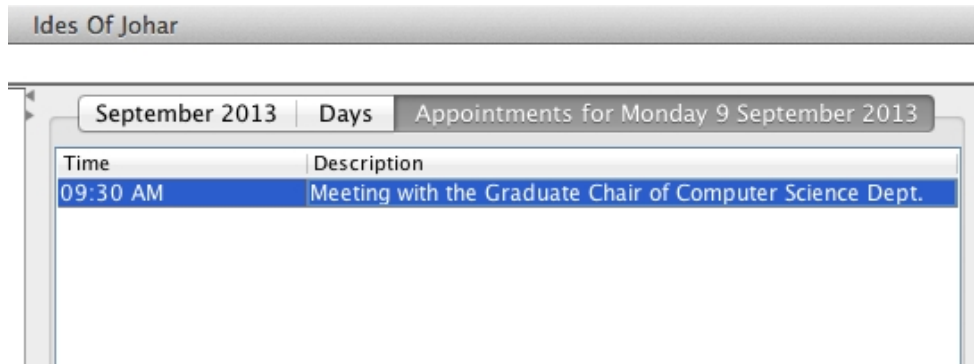 Ides Of Johar
September 2013 Days Appointments for Monday 9 September 2013
Time Description
09:30 AM Meeting with the Graduate Chair of Computer Science Dept.